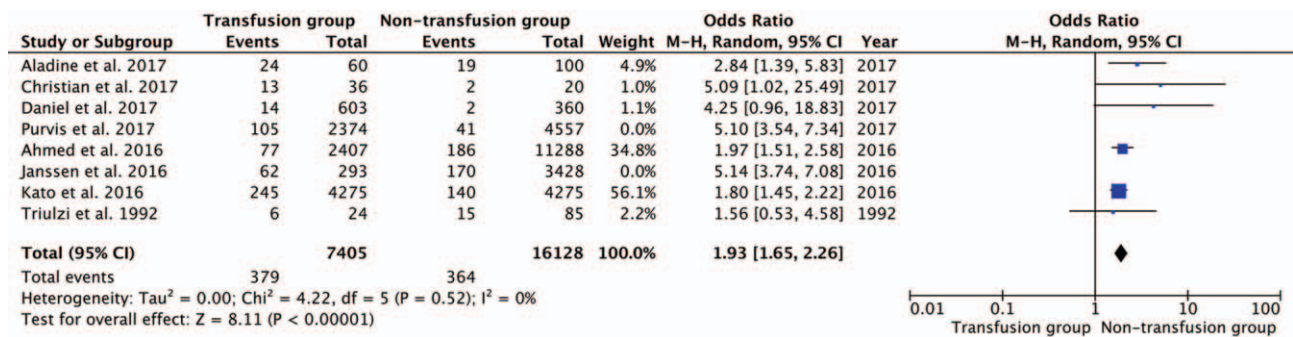 Transfusion group Non-transfusion group Odds Ratio Odds Ratio
Study or Subgroup Events Total Events Total Weight M-H, Random, 95% CI Year M-H, Random, 95% CI
Aladine et al. 2017 24 60 19 100 4.9% 2.84 [1.39, 5.83] 2017
Christian et al. 2017 13 36 2 20 1.0% 5.09 [1.02, 25.49] 2017
Daniel et al. 2017 14 603 2 360 1.1% 4.25 [0.96, 18.83] 2017
Purvis et al. 2017 105 2374 41 4557 0.0% 5.10 [3.54, 7.34] 2017
Ahmed et al. 2016 77 2407 186 11288 34.8% 1.97 [1.51, 2.58] 2016
Janssen et al. 2016 62 293 170 3428 0.0% 5.14 [3.74, 7.08] 2016
Kato et al. 2016 245 4275 140 4275 56.1% 1.80 [1.45, 2.22] 2016
Triulzi et al. 1992 6 24 15 85 2.2% 1.56 [0.53, 4.58] 1992
Total (95% CI) 7405 16128 100.0% 1.93 [1.65, 2.26]
Total events 379 364
Heterogeneity: Tau² = 0.00; Chi² = 4.22, df = 5 (P = 0.52); I² = 0%
Test for overall effect: Z = 8.11 (P < 0.00001)
0.01 0.1 1 10 100
Transfusion group Non-transfusion group